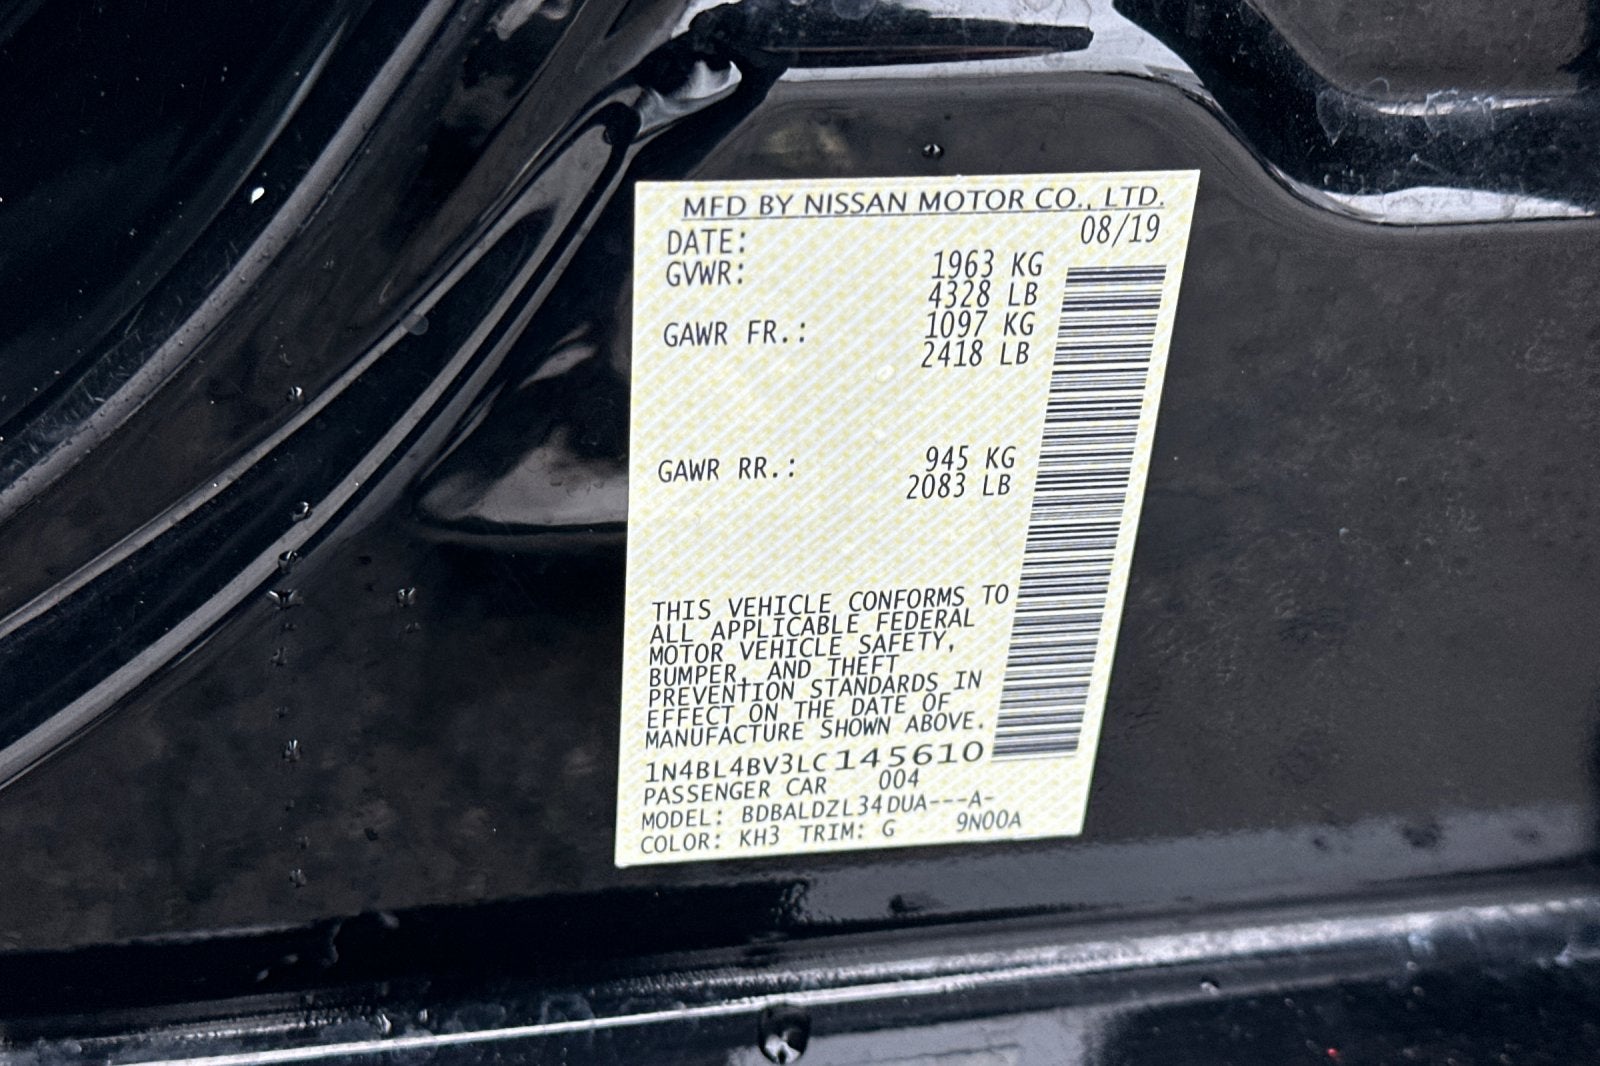 MFD BY NISSAN MOTOR CO., LTD.
DATE: 08/19
GVWR: 1963 KG
4328 LB
GAWR FR.: 1097 KG
2418 LB
GAWR RR.: 945 KG
2083 LB
THIS VEHICLE CONFORMS TO
ALL APPLICABLE FEDERAL
MOTOR VEHICLE SAFETY,
BUMPER, AND THEFT
PREVENTION STANDARDS IN
EFFECT ON THE DATE OF
MANUFACTURE SHOWN ABOVE.
1N4BL4BV3LC145610
PASSENGER CAR 004
MODEL: BDBALDZL34DUA---A-
COLOR: KH3 TRIM: G 9N00A